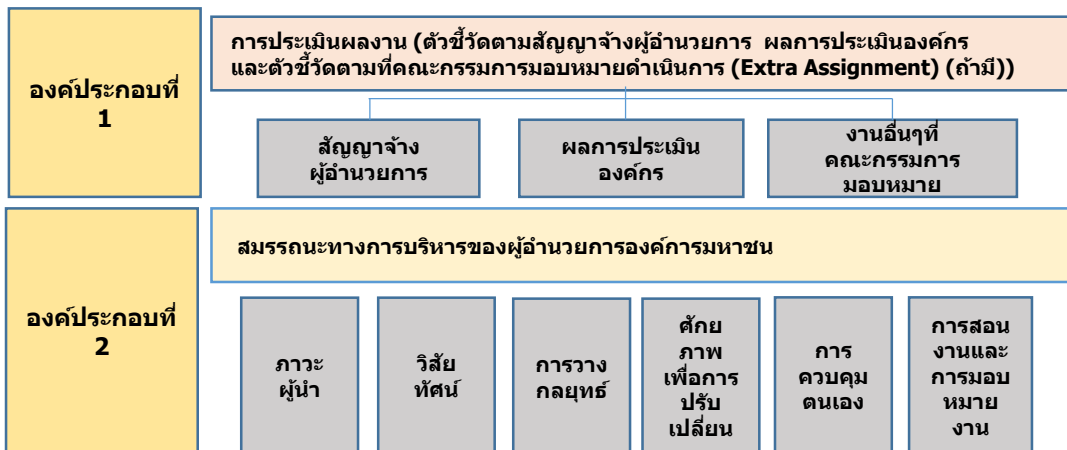 องค์ประกอบที่
1
การประเมินผลงาน (ตัวชี้วัดตามสัญญาจ้างผู้อำนวยการ ผลการประเมินองค์กร
และตัวชี้วัดตามที่คณะกรรมการมอบหมายดำเนินการ (Extra Assignment) (ถ้ามี))
สัญญาจ้าง
ผู้อำนวยการ
ผลการประเมิน
องค์กร
งานอื่นๆที่
คณะกรรมการ
มอบหมาย
องค์ประกอบที่
2
สมรรถนะทางการบริหารของผู้อำนวยการองค์การมหาชน
ภาวะ
ผู้นำ
วิสัย
ทัศน์
การวาง
กลยุทธ์
ศักย
ภาพ
เพื่อการ
ปรับ
เปลี่ยน
การ
ควบคุม
ตนเอง
การสอน
งานและ
การมอบ
หมาย
งาน